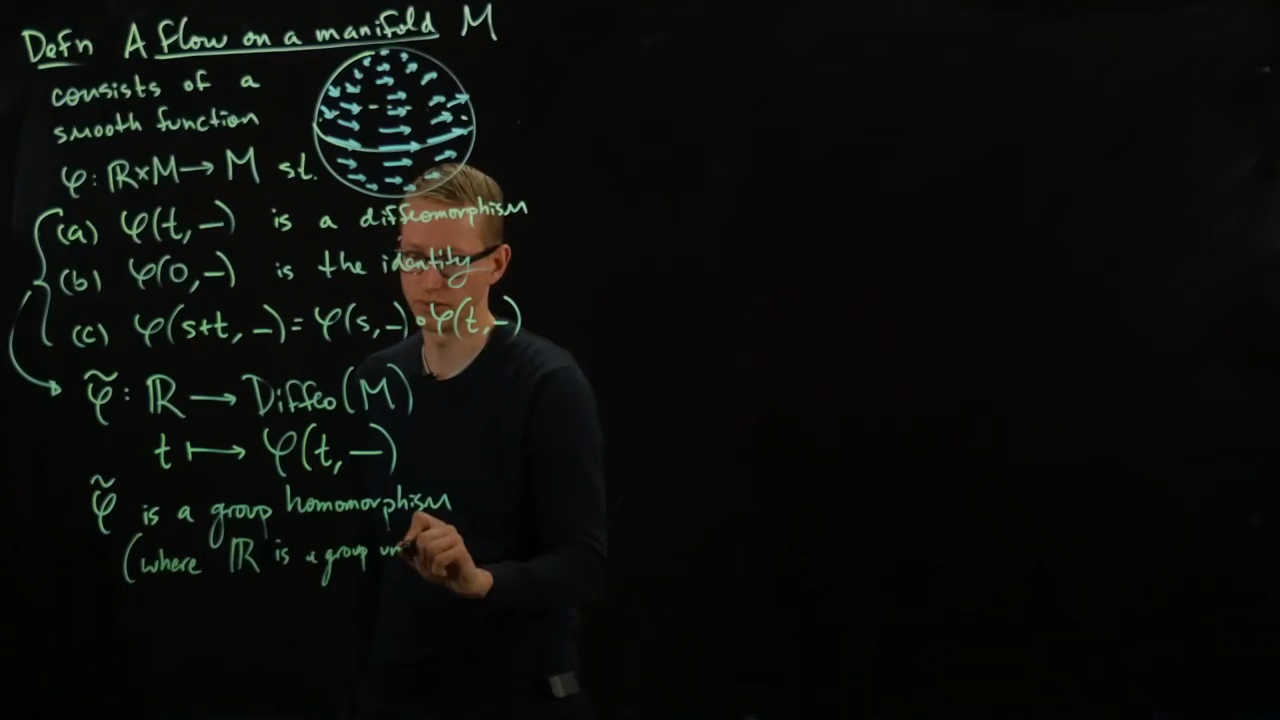 Defn A flow on a manifold M
consists of a
smooth function
φ: ℝ×M→M st.
(a) φ(t,–) is a diffeomorphism
(b) φ(0,–) is the identity
(c) φ(s+t,–)=φ(s,–)∘φ(t,–)
φ̃: ℝ → Diffeo(M)
t ↦ φ(t,–)
φ̃ is a group homomorphism
(where ℝ is a group